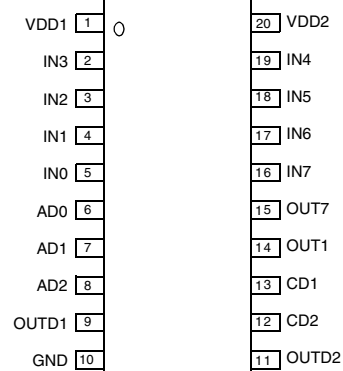 VDD1 1 20 VDD2
IN3 2 19 IN4
IN2 3 18 IN5
IN1 4 17 IN6
IN0 5 16 IN7
AD0 6 15 OUT7
AD1 7 14 OUT1
AD2 8 13 CD1
OUTD1 9 12 CD2
GND 10 11 OUTD2